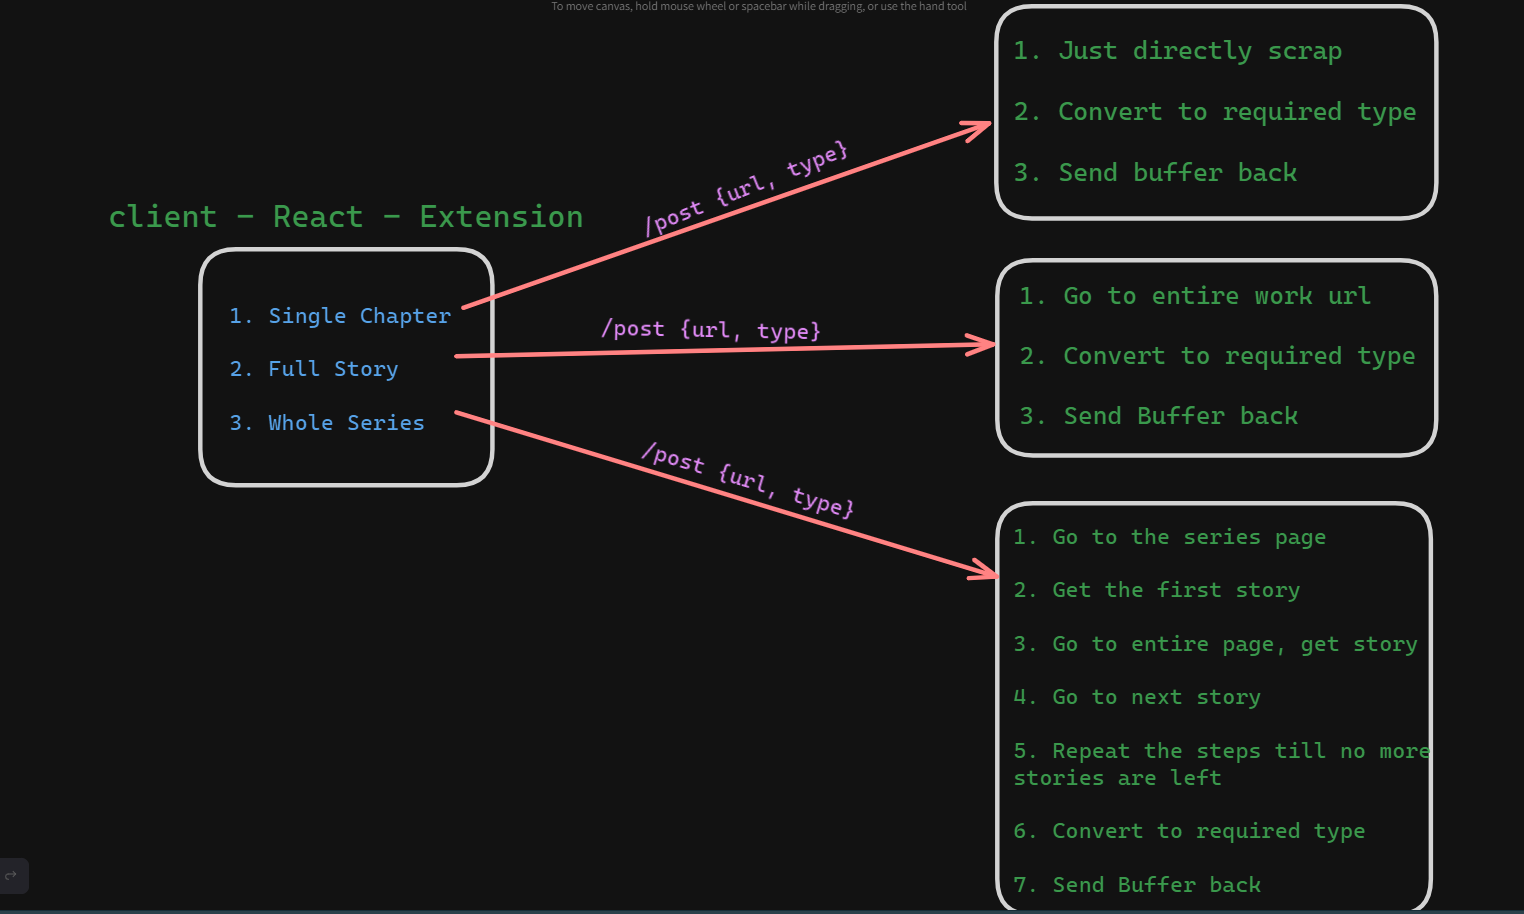 To move canvas, hold mouse wheel or spacebar while dragging, or use the hand tool
client - React - Extension
1. Single Chapter
2. Full Story
3. Whole Series
/post {url, type}
/post {url, type}
/post {url, type}
1. Just directly scrap
2. Convert to required type
3. Send buffer back
1. Go to entire work url
2. Convert to required type
3. Send Buffer back
1. Go to the series page
2. Get the first story
3. Go to entire page, get story
4. Go to next story
5. Repeat the steps till no more
stories are left
6. Convert to required type
7. Send Buffer back